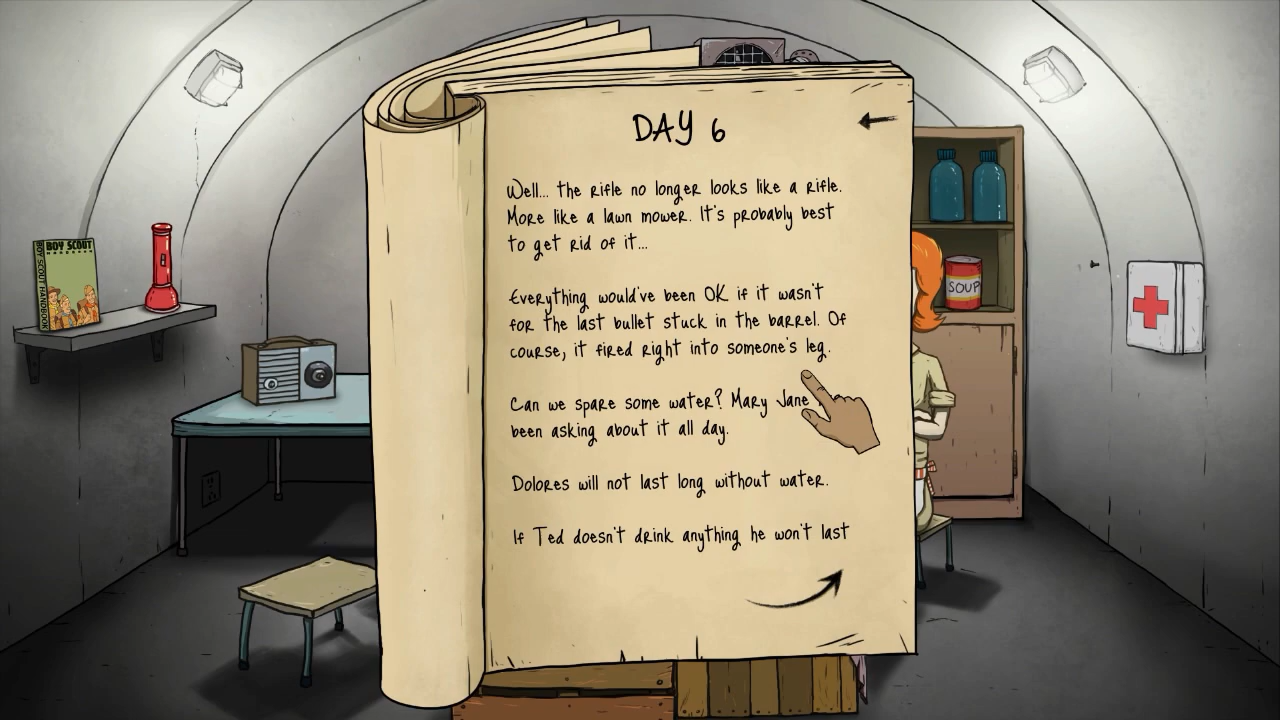 DAY 6
Well... the rifle no longer looks like a rifle.
More like a lawn mower. It's probably best
to get rid of it...
Everything would've been OK if it wasn't
for the last bullet stuck in the barrel. Of
course, it fired right into someone's leg.
Can we spare some water? Mary Jane
been asking about it all day.
Dolores will not last long without water.
If Ted doesn't drink anything he won't last
BOY SCOUT
BOY SCOUT HANDBOOK
SOUP